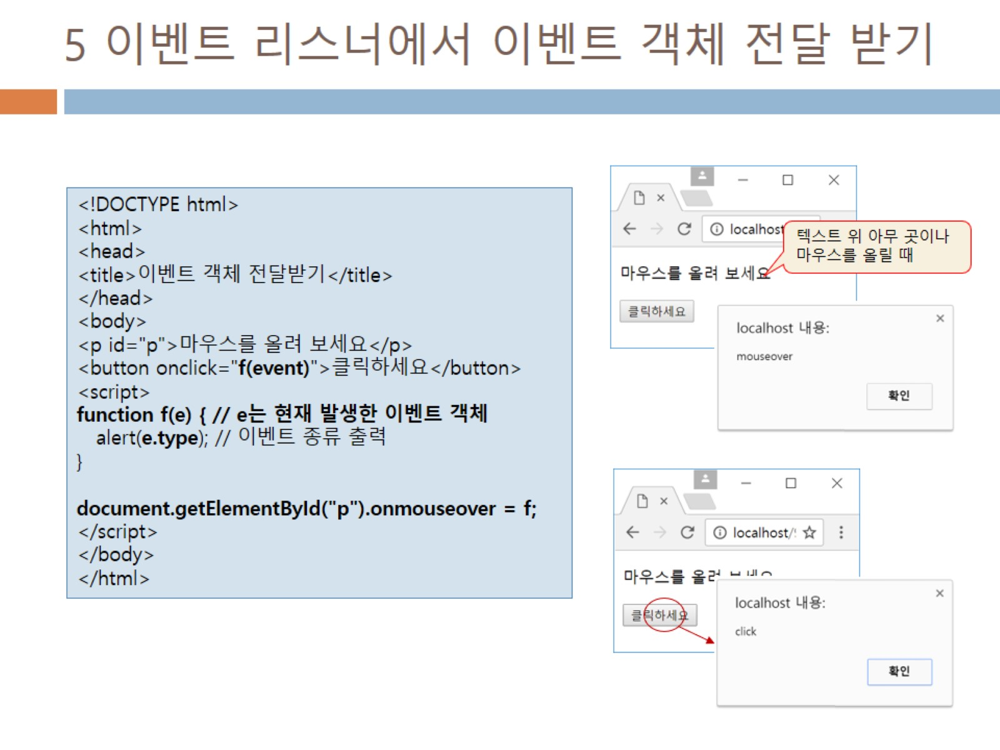 5 이벤트 리스너에서 이벤트 객체 전달 받기
<!DOCTYPE html>
<html>
<head>
<title>이벤트 객체 전달받기</title>
</head>
<body>
<p id="p">마우스를 올려 보세요</p>
<button onclick="f(event)">클릭하세요</button>
<script>
function f(e) { // e는 현재 발생한 이벤트 객체
alert(e.type); // 이벤트 종류 출력
}
document.getElementById("p").onmouseover = f;
</script>
</body>
</html>
localhost
텍스트 위 아무 곳이나
마우스를 올릴 때
마우스를 올려 보세요
클릭하세요
localhost 내용:
mouseover
확인
localhost/
마우스를 올려 보세요
클릭하세요
localhost 내용:
click
확인